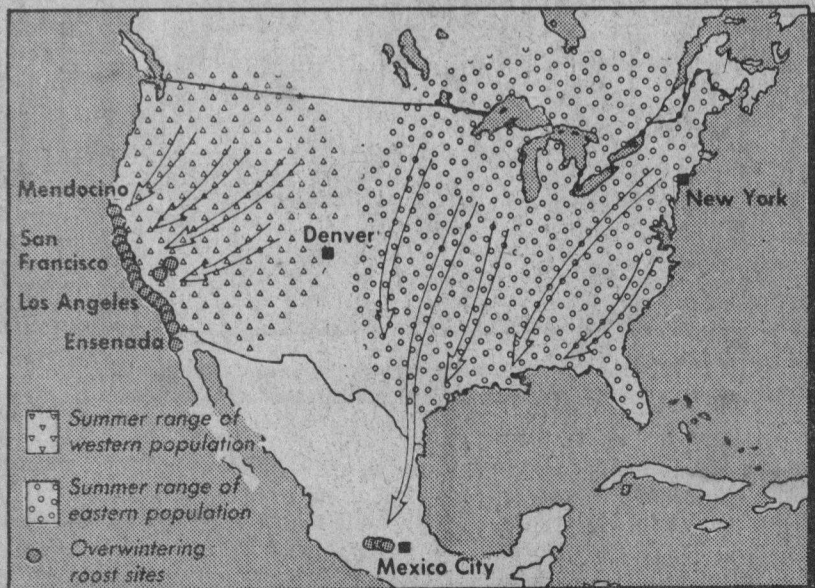 Mendocino
San
Francisco
Los Angeles
Ensenada
Denver
New York
Mexico City
Summer range of
western population
Summer range of
eastern population
Overwintering
roost sites